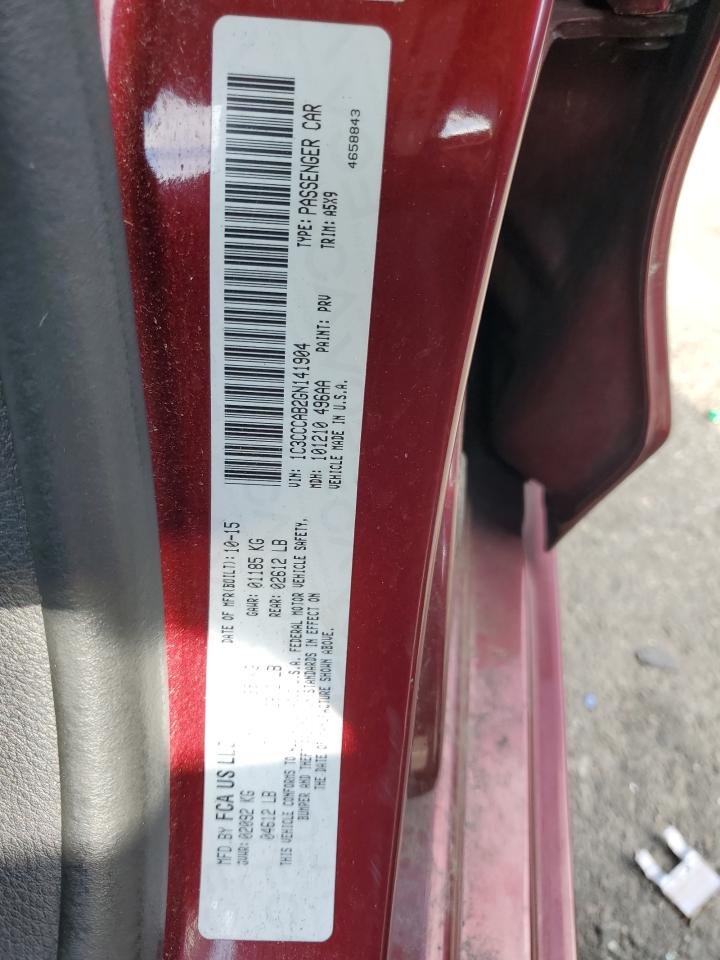 MFD BY FCA US LLC DATE OF MFR(BUILT): 10-15
GVWR: 02092 KG GAWR: 01185 KG
04612 LB REAR: 02612 LB
THIS VEHICLE CONFORMS TO U.S.A. FEDERAL MOTOR VEHICLE SAFETY,
BUMPER AND THEFT STANDARDS IN EFFECT ON
THE DATE OF SHOWN ABOVE.
VIN: 1C3CCCAB2GN141904 TYPE: PASSENGER CAR
MDH: 101210 496AA PAINT: PRV TRIM: A5X9
VEHICLE MADE IN U.S.A. 4658843